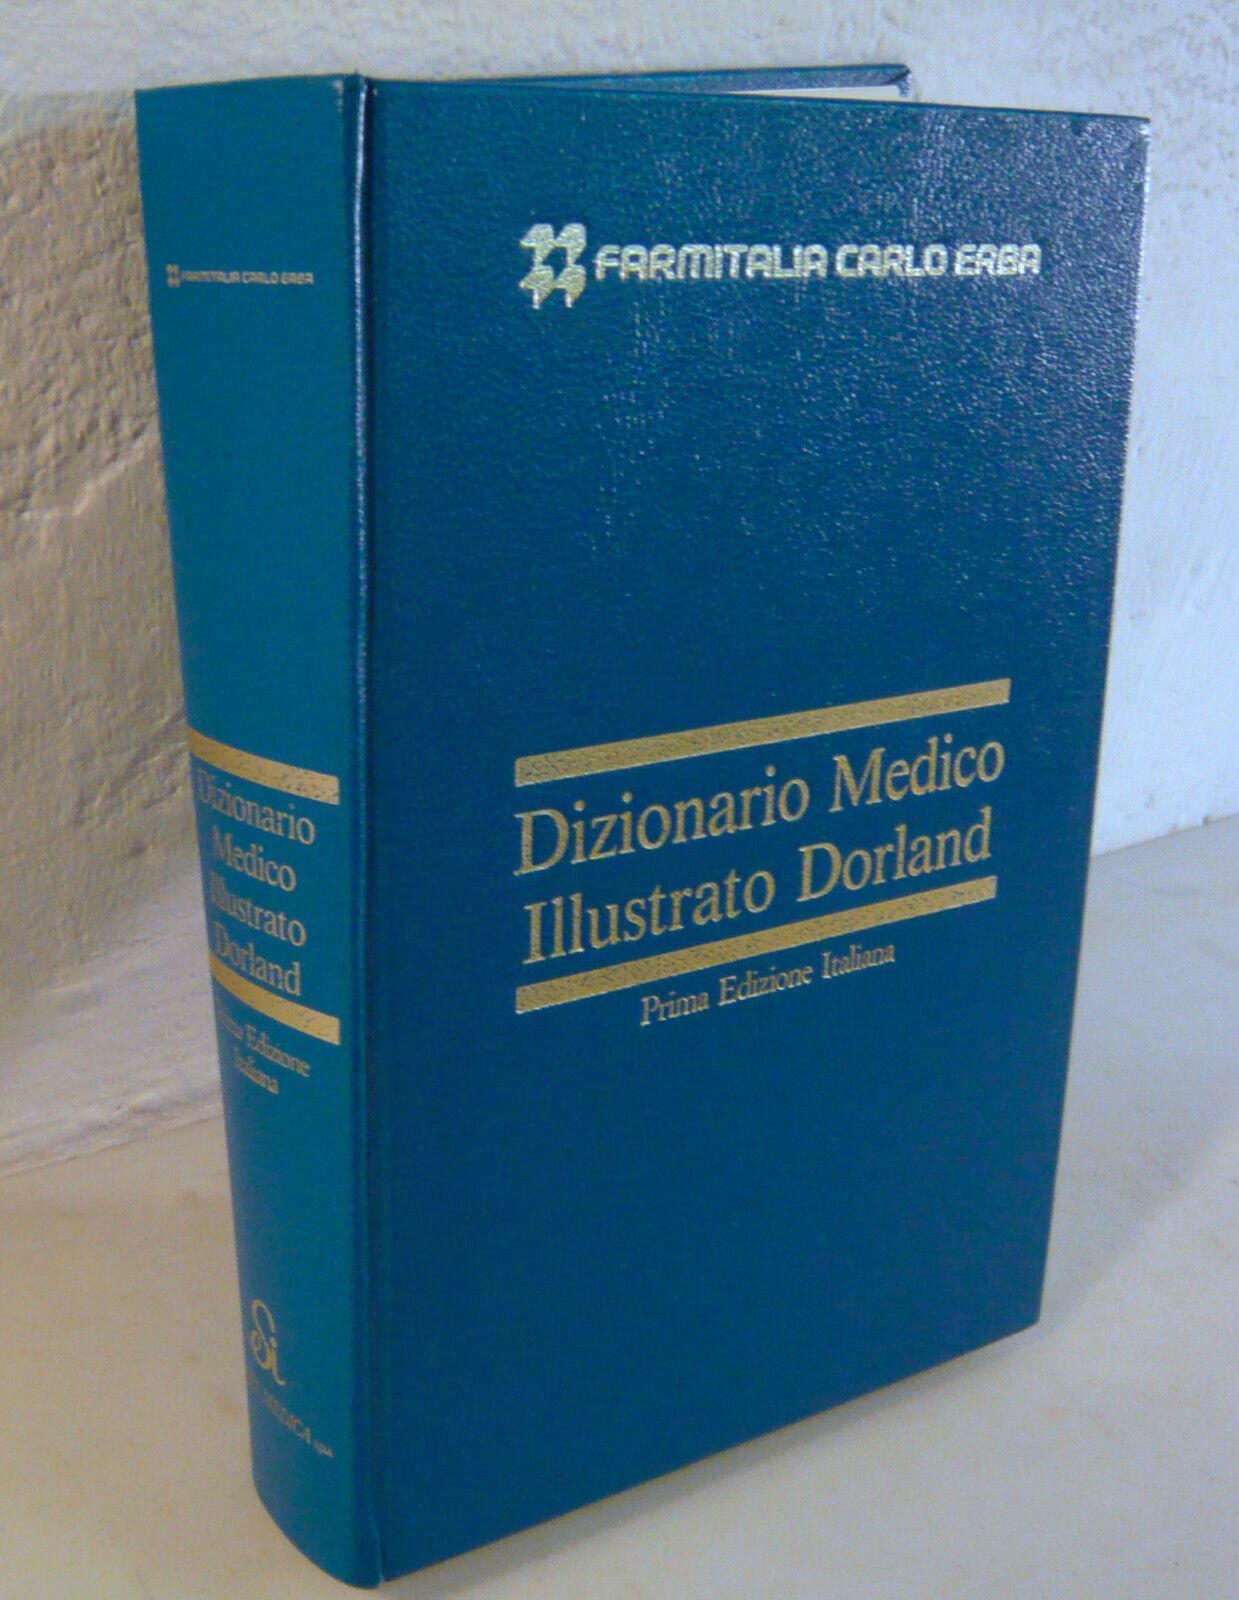 FARMITALIA CARLO ERBA
Dizionario
Medico
Illustrato
Dorland
Edizione
Italiana
Si
FARMITALIA CARLO ERBA
Dizionario Medico
Illustrato Dorland
Prima Edizione Italiana